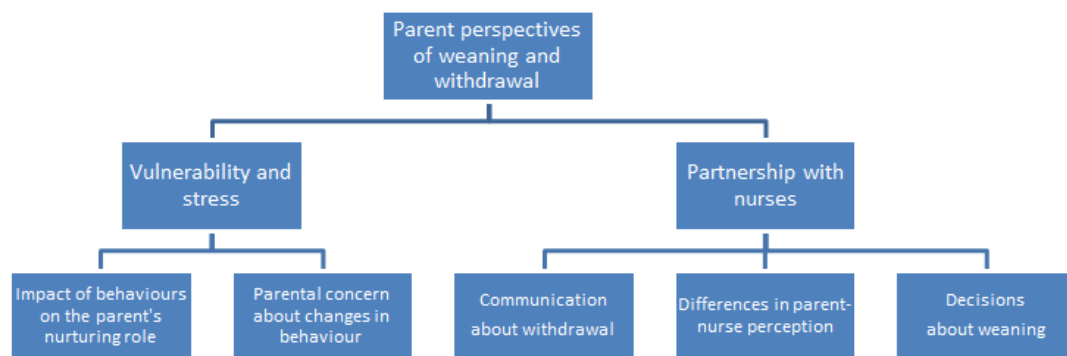 Parent perspectives
of weaning and
withdrawal
Vulnerability and
stress
Partnership with
nurses
Impact of behaviours
on the parent's
nurturing role
Parental concern
about changes in
behaviour
Communication
about withdrawal
Differences in parent-
nurse perception
Decisions
about weaning